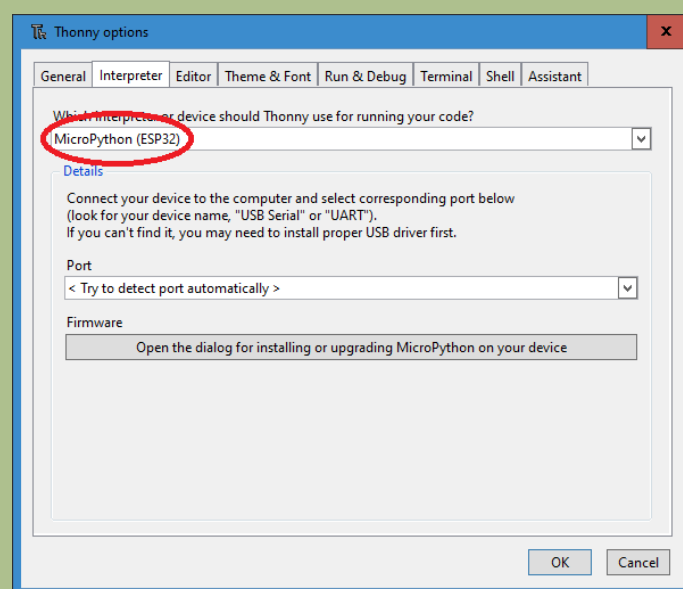 Thonny options
x
General Interpreter Editor Theme & Font Run & Debug Terminal Shell Assistant
Which interpreter or device should Thonny use for running your code?
MicroPython (ESP32)
Details
Connect your device to the computer and select corresponding port below
(look for your device name, "USB Serial" or "UART").
If you can't find it, you may need to install proper USB driver first.
Port
< Try to detect port automatically >
Firmware
Open the dialog for installing or upgrading MicroPython on your device
OK Cancel